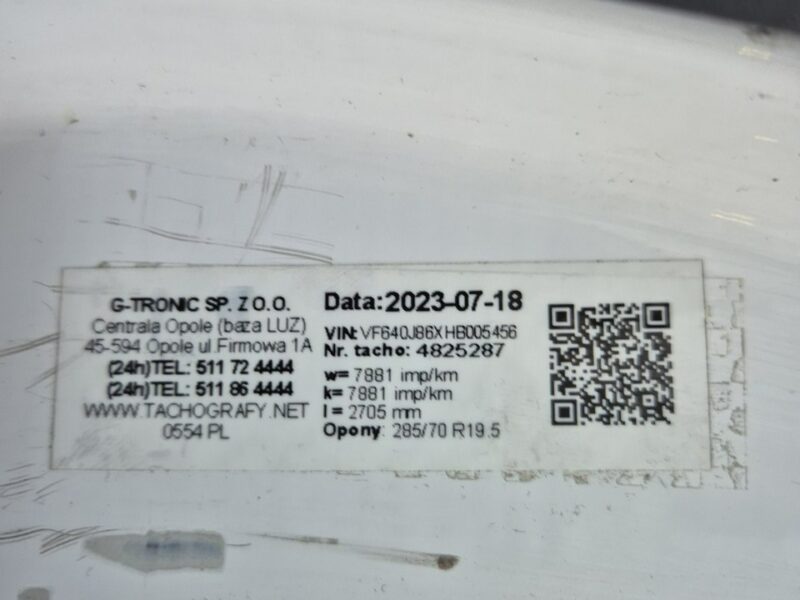 G-TRONIC SP. Z O.O.
Centrala Opole (baza LUZ)
45-594 Opole ul.Firmowa 1A
(24h)TEL: 511 72 4444
(24h)TEL: 511 86 4444
WWW.TACHOGRAFY.NET
0554 PL
Data:2023-07-18
VIN: VF640J86XHB005456
Nr. tacho: 4825287
w= 7881 imp/km
k= 7881 imp/km
l = 2705 mm
Opony: 285/70 R19.5